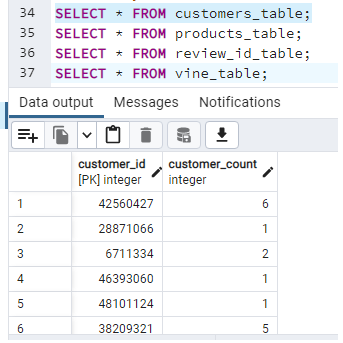 34 SELECT * FROM customers_table;
35 SELECT * FROM products_table;
36 SELECT * FROM review_id_table;
37 SELECT * FROM vine_table;
Data output Messages Notifications
customer_id customer_count
[PK] integer integer
1 42560427 6
2 28871066 1
3 6711334 2
4 46393060 1
5 48101124 1
6 38209321 5